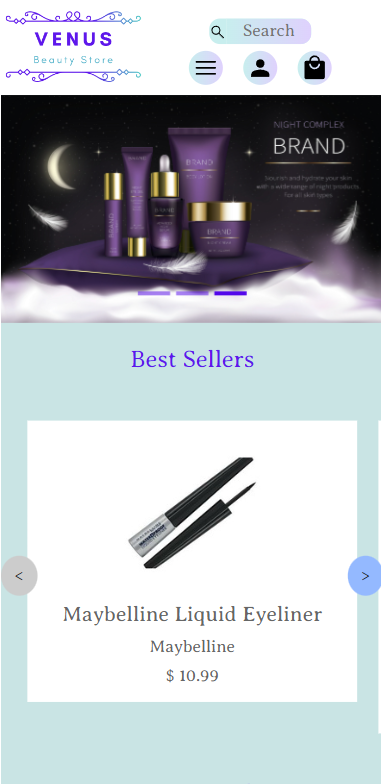 VENUS
Beauty Store
Search
NIGHT COMPLEX
BRAND
Nourish and hydrate your skin
with a wide range of night products
for all skin types
BRAND
BRAND
Best Sellers
<
>
Maybelline Liquid Eyeliner
Maybelline
$ 10.99